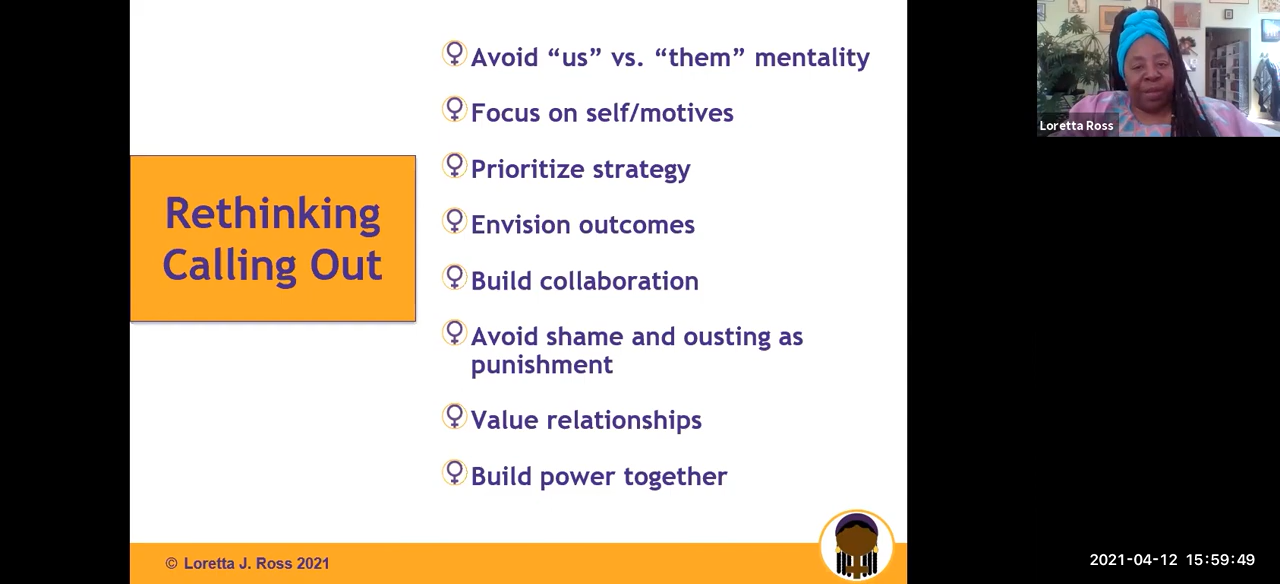 Avoid “us” vs. “them” mentality
Focus on self/motives
Prioritize strategy
Rethinking
Calling Out
Envision outcomes
Build collaboration
Avoid shame and ousting as
punishment
Value relationships
Build power together
© Loretta J. Ross 2021
Loretta Ross
2021-04-12 15:59:49